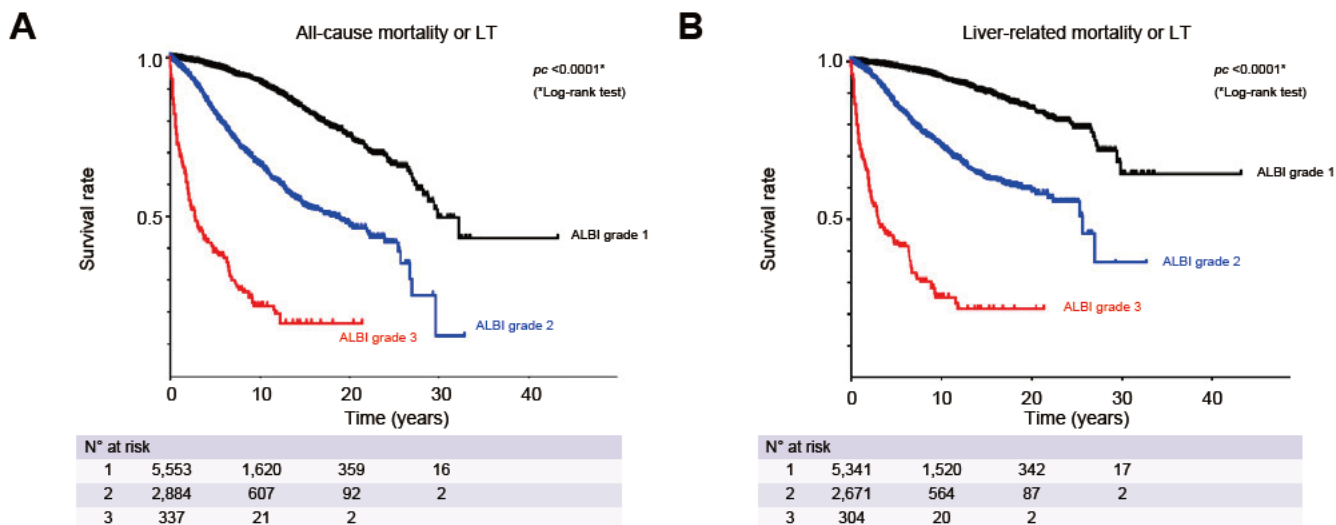 A
All-cause mortality or LT
1.0
0.5
Survival rate
pc <0.0001*
(*Log-rank test)
ALBI grade 1
ALBI grade 2
ALBI grade 3
0 10 20 30 40
Time (years)
N° at risk
1 5,553 1,620 359 16
2 2,884 607 92 2
3 337 21 2
B
Liver-related mortality or LT
1.0
0.5
Survival rate
pc <0.0001*
(*Log-rank test)
ALBI grade 1
ALBI grade 2
ALBI grade 3
0 10 20 30 40
Time (years)
N° at risk
1 5,341 1,520 342 17
2 2,671 564 87 2
3 304 20 2